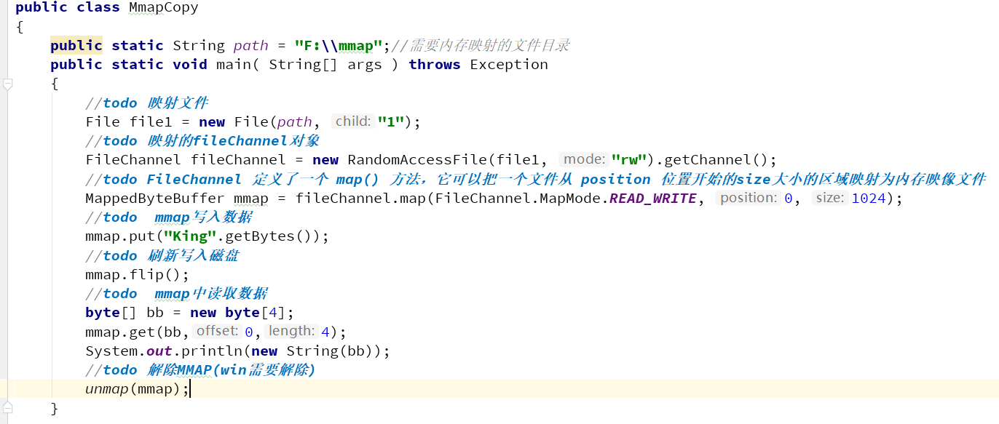 public class MmapCopy
{
public static String path = "F:\\mmap";//需要内存映射的文件目录
public static void main( String[] args ) throws Exception
{
//todo 映射文件
File file1 = new File(path, child: "1");
//todo 映射的fileChannel对象
FileChannel fileChannel = new RandomAccessFile(file1, mode: "rw").getChannel();
//todo FileChannel 定义了一个 map() 方法，它可以把一个文件从 position 位置开始的size大小的区域映射为内存映像文件
MappedByteBuffer mmap = fileChannel.map(FileChannel.MapMode.READ_WRITE, position: 0, size: 1024);
//todo  mmap写入数据
mmap.put("King".getBytes());
//todo 刷新写入磁盘
mmap.flip();
//todo  mmap中读取数据
byte[] bb = new byte[4];
mmap.get(bb, offset: 0, length: 4);
System.out.println(new String(bb));
//todo 解除MMAP(win需要解除)
unmap(mmap);
}